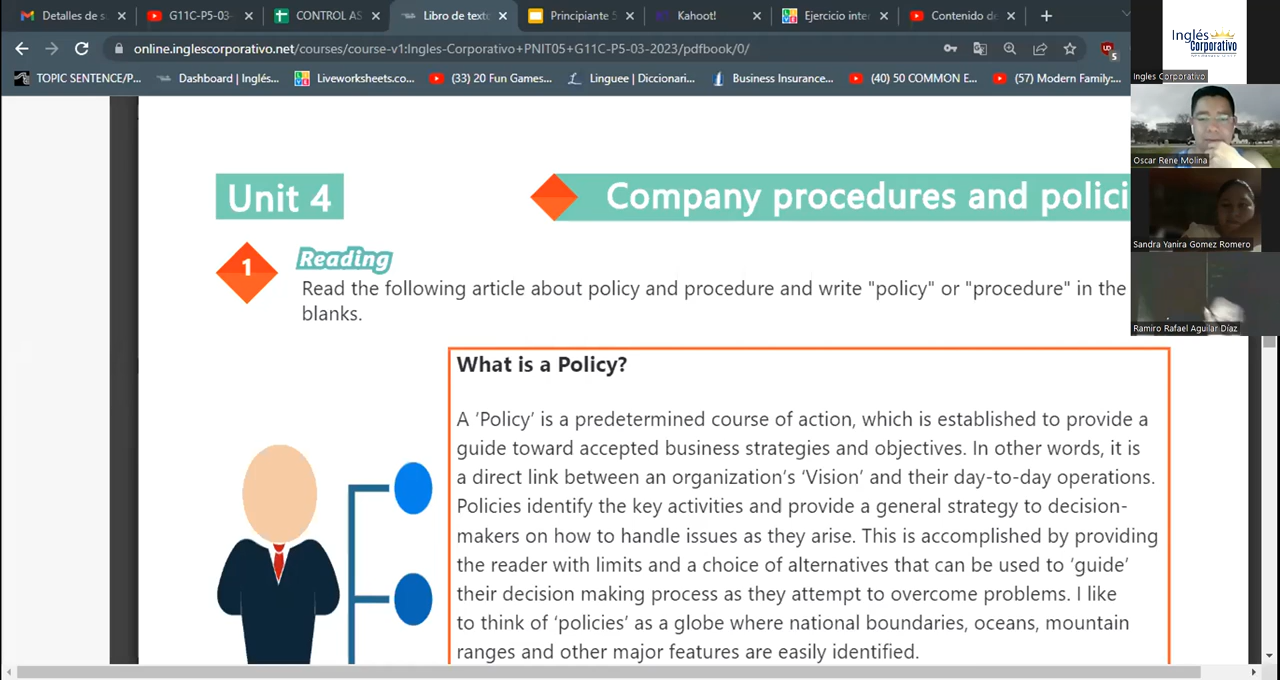 Detalles de s
G11C-P5-03-
CONTROL AS
Libro de texto
Principiante 5
Kahoot!
Ejercicio inte
Contenido de
online.inglescorporativo.net/courses/course-v1:Ingles-Corporativo+PNIT05+G11C-P5-03-2023/pdfbook/0/
TOPIC SENTENCE/P...
Dashboard | Inglés...
Liveworksheets.co...
(33) 20 Fun Games...
Linguee | Diccionari...
Business Insurance...
(40) 50 COMMON E...
(57) Modern Family:...
Inglés
Corporativo
Ingles Corporativo
Oscar Rene Molina
Sandra Yanira Gomez Romero
Ramiro Rafael Aguilar Díaz
Unit 4
Company procedures and polici
1
Reading
Read the following article about policy and procedure and write "policy" or "procedure" in the
blanks.
What is a Policy?
A ‘Policy’ is a predetermined course of action, which is established to provide a
guide toward accepted business strategies and objectives. In other words, it is
a direct link between an organization’s ‘Vision’ and their day-to-day operations.
Policies identify the key activities and provide a general strategy to decision-
makers on how to handle issues as they arise. This is accomplished by providing
the reader with limits and a choice of alternatives that can be used to ‘guide’
their decision making process as they attempt to overcome problems. I like
to think of ‘policies’ as a globe where national boundaries, oceans, mountain
ranges and other major features are easily identified.